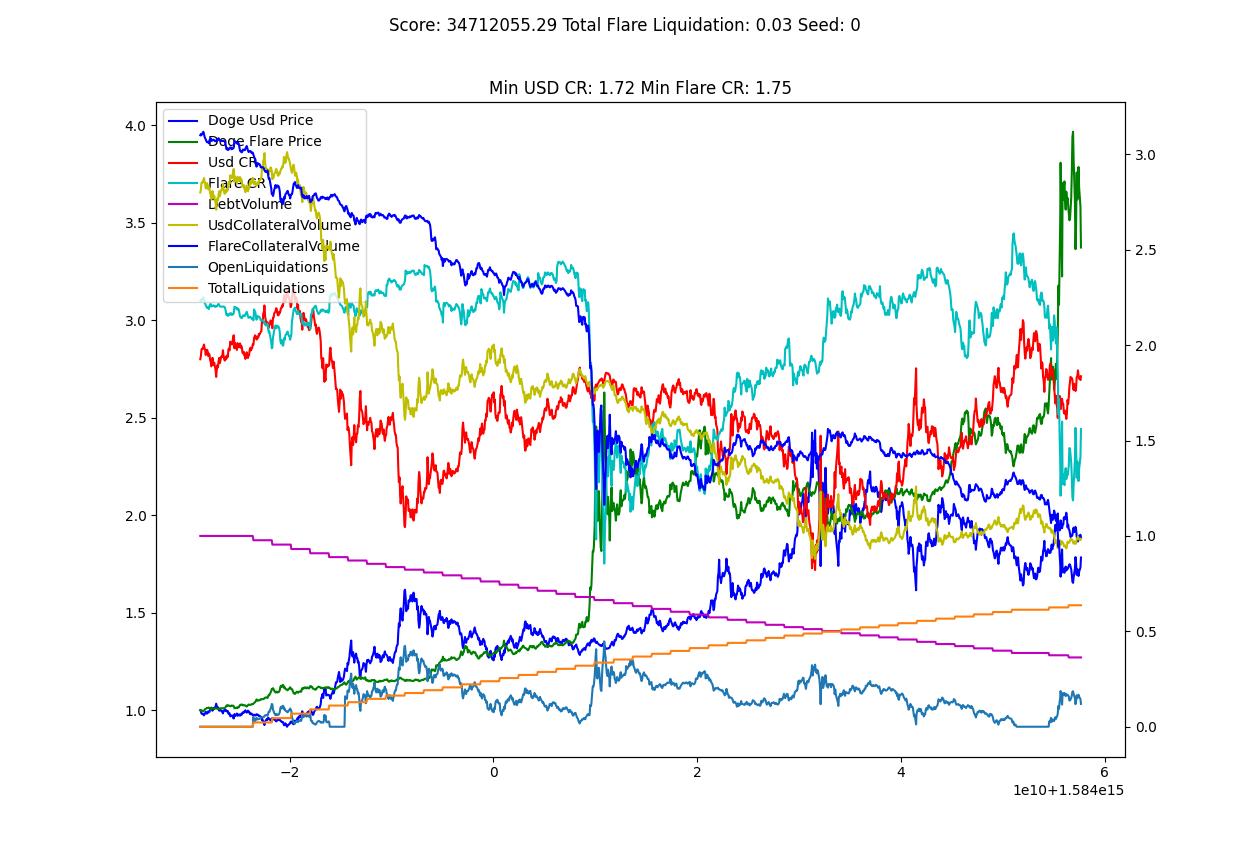 Score: 34712055.29 Total Flare Liquidation: 0.03 Seed: 0
Min USD CR: 1.72 Min Flare CR: 1.75
Doge Usd Price
Doge Flare Price
Usd CR
Flare CR
DebtVolume
UsdCollateralVolume
FlareCollateralVolume
OpenLiquidations
TotalLiquidations
4.0
3.5
3.0
2.5
2.0
1.5
1.0
3.0
2.5
2.0
1.5
1.0
0.5
0.0
−2
0
2
4
6
1e10+1.584e15